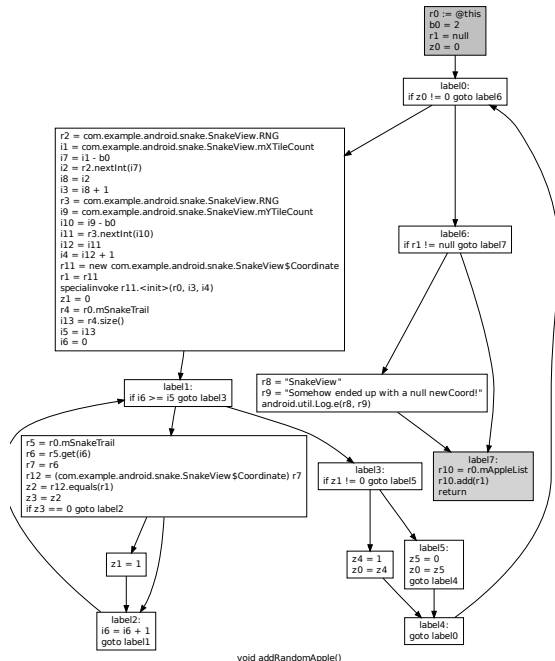 r0 := @this
b0 = 2
r1 = null
z0 = 0
label0:
if z0 != 0 goto label6
r2 = com.example.android.snake.SnakeView.RNG
i1 = com.example.android.snake.SnakeView.mXTileCount
i7 = i1 - b0
i2 = r2.nextInt(i7)
i8 = i2
i3 = i8 + 1
r3 = com.example.android.snake.SnakeView.RNG
i9 = com.example.android.snake.SnakeView.mYTileCount
i10 = i9 - b0
i11 = r3.nextInt(i10)
i12 = i11
i4 = i12 + 1
r11 = new com.example.android.snake.SnakeView$Coordinate
r1 = r11
specialinvoke r11.<init>(r0, i3, i4)
z1 = 0
r4 = r0.mSnakeTrail
i13 = r4.size()
i5 = i13
i6 = 0
label6:
if r1 != null goto label7
label1:
if i6 >= i5 goto label3
r8 = "SnakeView"
r9 = "Somehow ended up with a null newCoord!"
android.util.Log.e(r8, r9)
r5 = r0.mSnakeTrail
r6 = r5.get(i6)
r7 = r6
r12 = (com.example.android.snake.SnakeView$Coordinate) r7
z2 = r12.equals(r1)
z3 = z2
if z3 == 0 goto label2
label3:
if z1 != 0 goto label5
label7:
r10 = r0.mAppleList
r10.add(r1)
return
z1 = 1
z4 = 1
z0 = z4
label5:
z5 = 0
z0 = z5
goto label4
label2:
i6 = i6 + 1
goto label1
label4:
goto label0
void addRandomApple()